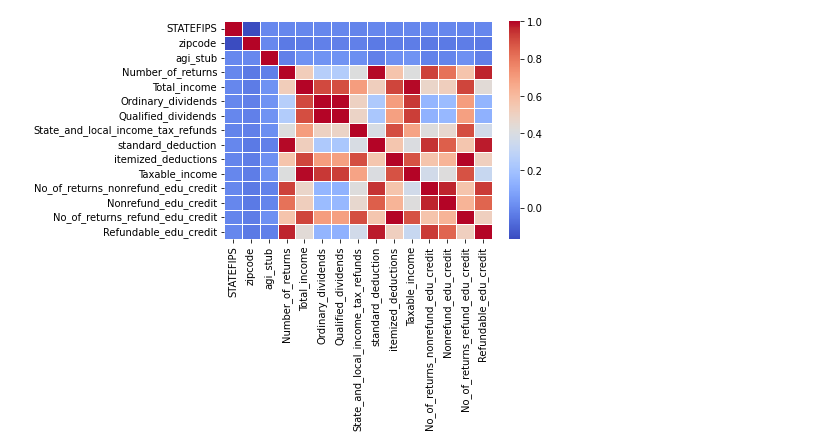 STATEFIPS
zipcode
agi_stub
Number_of_returns
Total_income
Ordinary_dividends
Qualified_dividends
State_and_local_income_tax_refunds
standard_deduction
itemized_deductions
Taxable_income
No_of_returns_nonrefund_edu_credit
Nonrefund_edu_credit
No_of_returns_refund_edu_credit
Refundable_edu_credit
STATEFIPS
zipcode
agi_stub
Number_of_returns
Total_income
Ordinary_dividends
Qualified_dividends
State_and_local_income_tax_refunds
standard_deduction
itemized_deductions
Taxable_income
No_of_returns_nonrefund_edu_credit
Nonrefund_edu_credit
No_of_returns_refund_edu_credit
Refundable_edu_credit
1.0
0.8
0.6
0.4
0.2
0.0